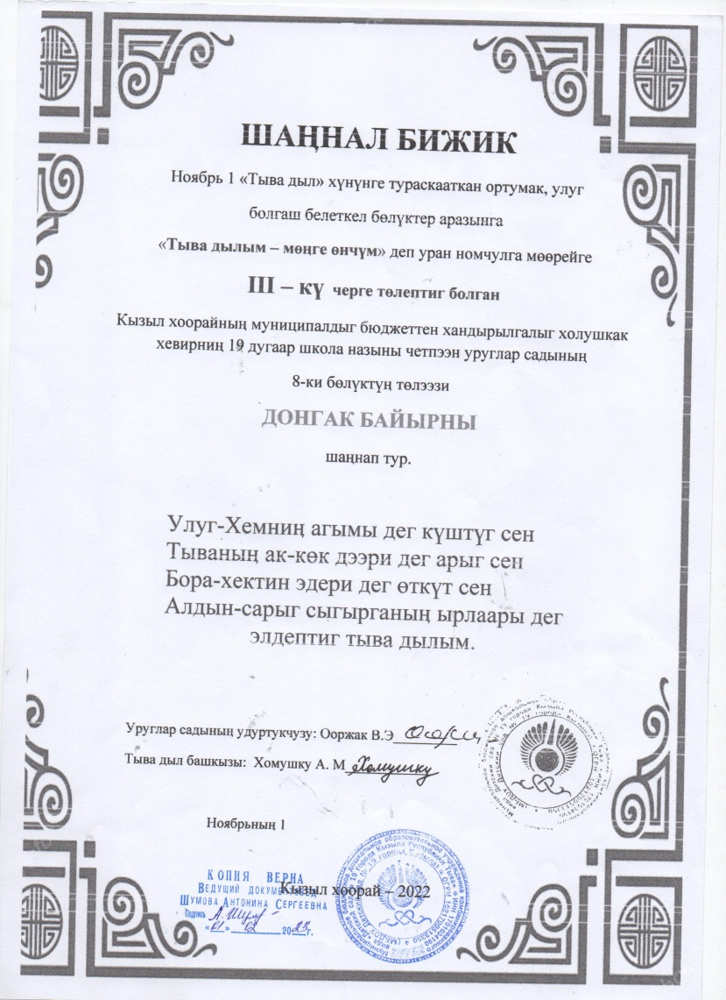 ШАҢНАЛ БИЖИК
Ноябрь 1 «Тыва дыл» хүнүнге тураскааткан ортумак, улуг
болгаш белеткел бөлүктер аразынга
«Тыва дылым – мөңге өнчүм» деп уран номчулга мөөрейге
III – кү черге төлептиг болган
Кызыл хоорайның муниципалдыг бюджеттен хандырылгалыг холушкак
хевирниң 19 дугаар школа назыны четпээн уруглар садының
8-ки бөлүктүң төлээзи
ДОНГАК БАЙЫРНЫ
шаңнап тур.
Улуг-Хемниң агымы дег күштүг сен
Тываның ак-көк дээри дег арыг сен
Бора-хектин эдери дег өткүт сен
Алдын-сарыг сыгырганың ырлаары дег
элдептиг тыва дылым.
Уруглар садының удуртукчузу: Ооржак В.Э
Тыва дыл башкызы: Хомушку А. М Хомушку
Ноябрьның 1
Кызыл хоорай – 2022
КОПИЯ ВЕРНА
ВЕДУЩИЙ ДОКУМЕНТОВЕД
ШУМОВА АНТОНИНА СЕРГЕЕВНА
Подпись А. Шумов
«01» 02 2023г.